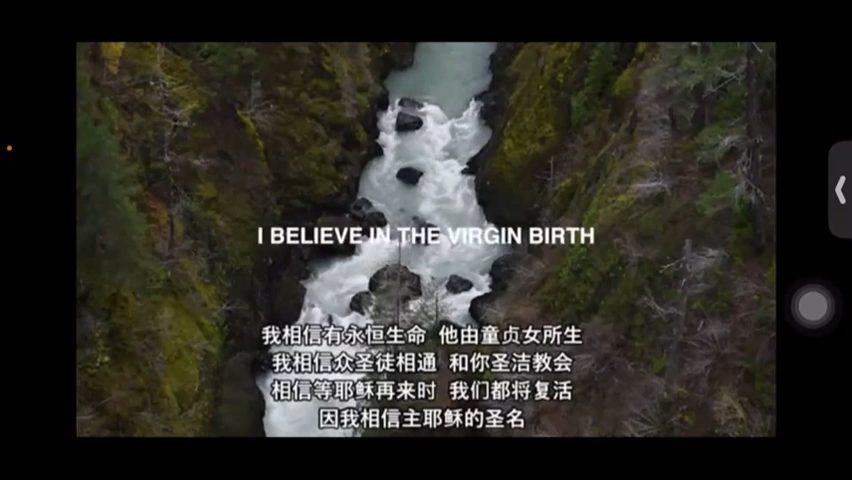 I BELIEVE IN THE VIRGIN BIRTH
我相信有永恒生命 他由童贞女所生
我相信众圣徒相通 和你圣洁教会
相信等耶稣再来时 我们都将复活
因我相信主耶稣的圣名